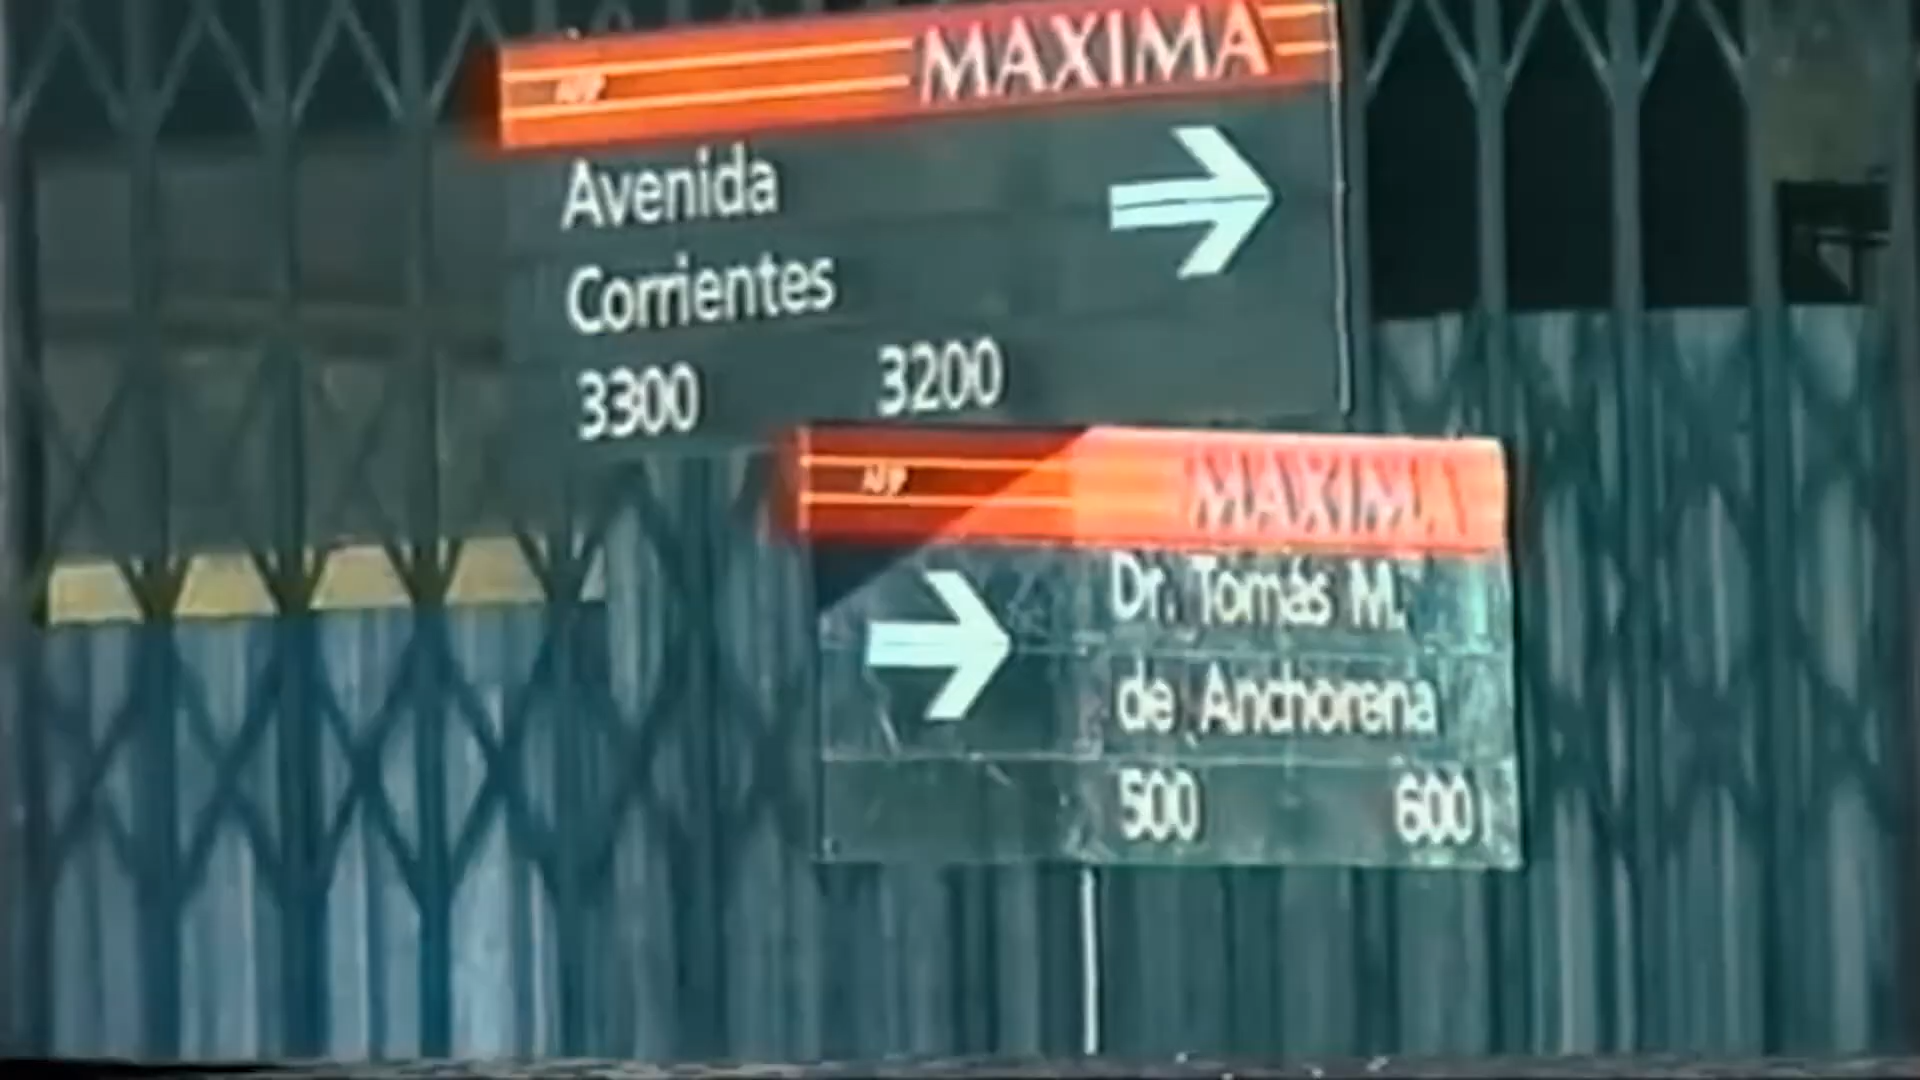 MAXIMA
Avenida
Corrientes
3300 3200
MAXIMA
Dr. Tomás M.
de Anchorena
500 600